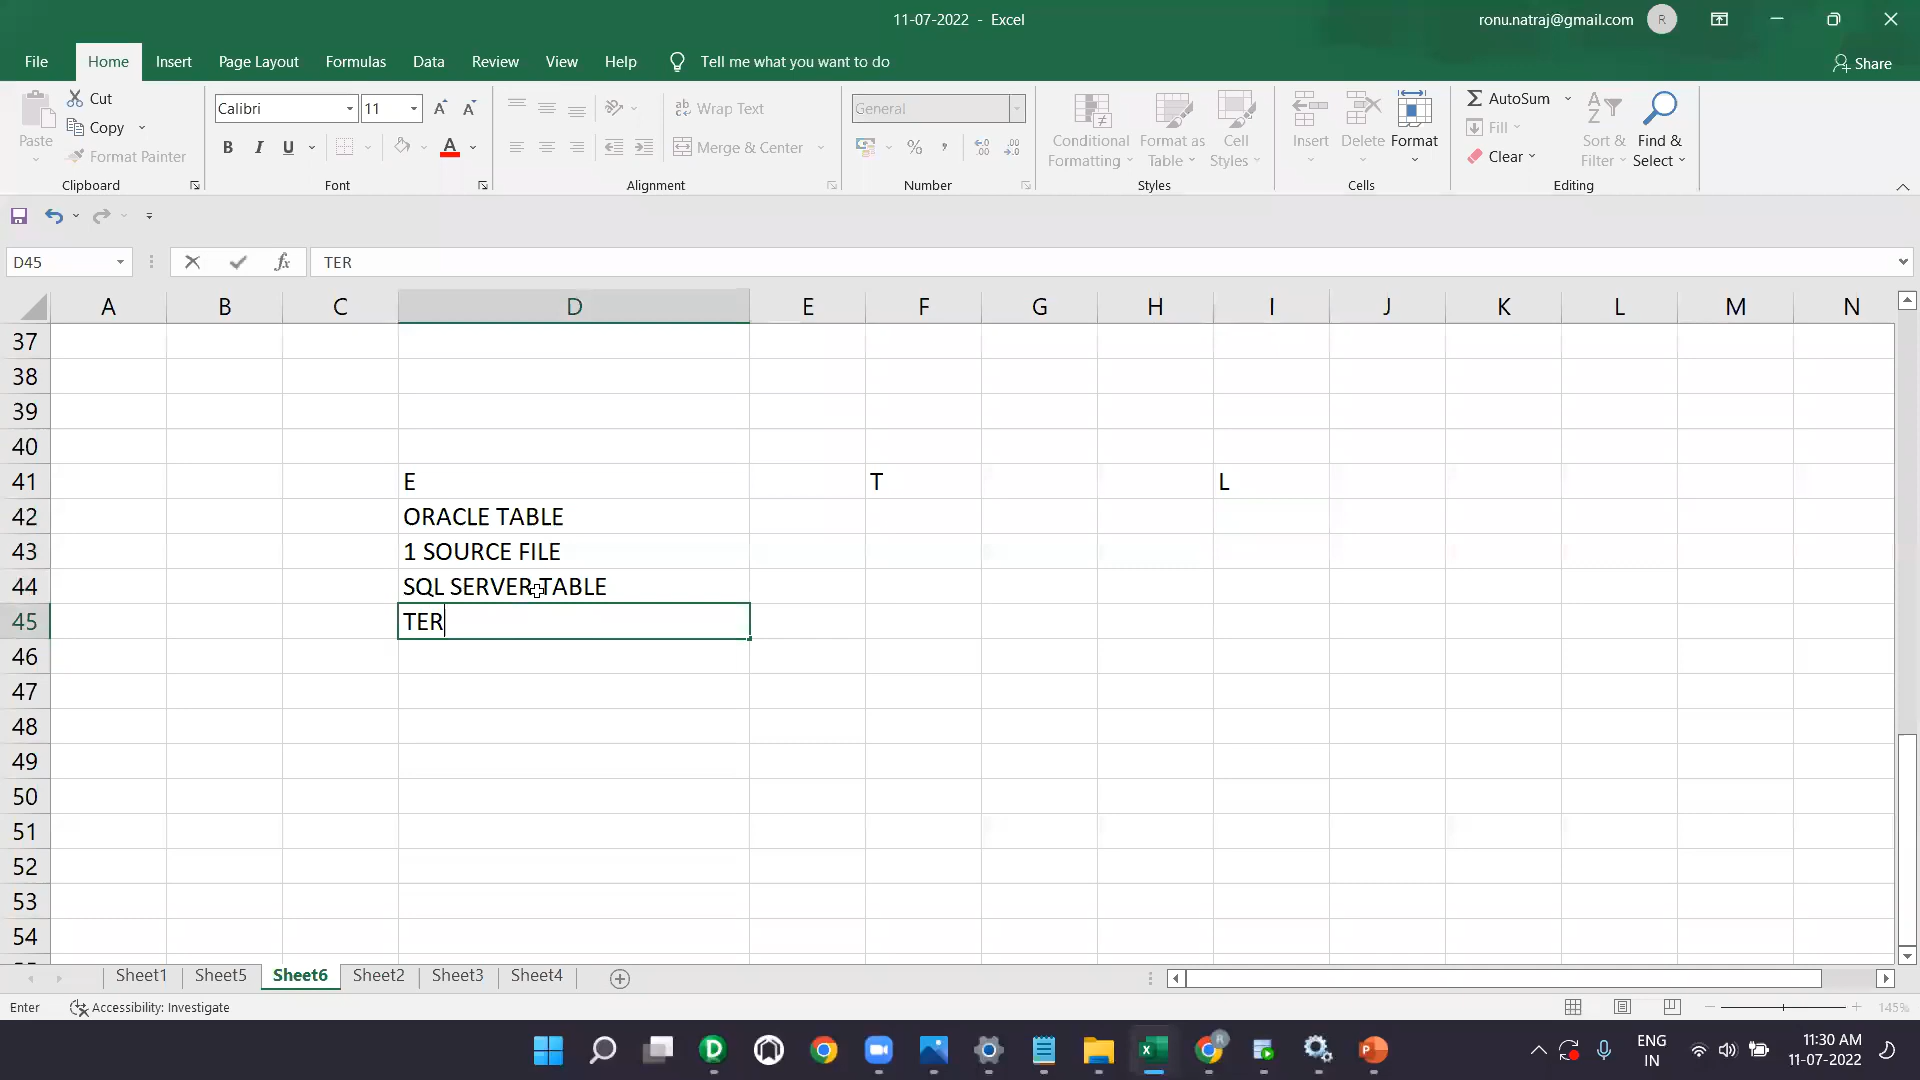 11-07-2022 - Excel
ronu.natraj@gmail.com R
File Home Insert Page Layout Formulas Data Review View Help Tell me what you want to do Share
Paste Cut Copy Format Painter Clipboard
Calibri 11 A A B I U A Font
ab Wrap Text Merge & Center Alignment
General % , Number
Conditional Formatting Format as Table Cell Styles Styles
Insert Delete Format Cells
AutoSum Fill Clear Sort & Filter Find & Select Editing
D45 fx TER
A B C D E F G H I J K L M N
37
38
39
40
41 E T L
42 ORACLE TABLE
43 1 SOURCE FILE
44 SQL SERVER TABLE
45 TER
46
47
48
49
50
51
52
53
54
Sheet1 Sheet5 Sheet6 Sheet2 Sheet3 Sheet4
Enter Accessibility: Investigate 145%
ENG IN 11:30 AM 11-07-2022